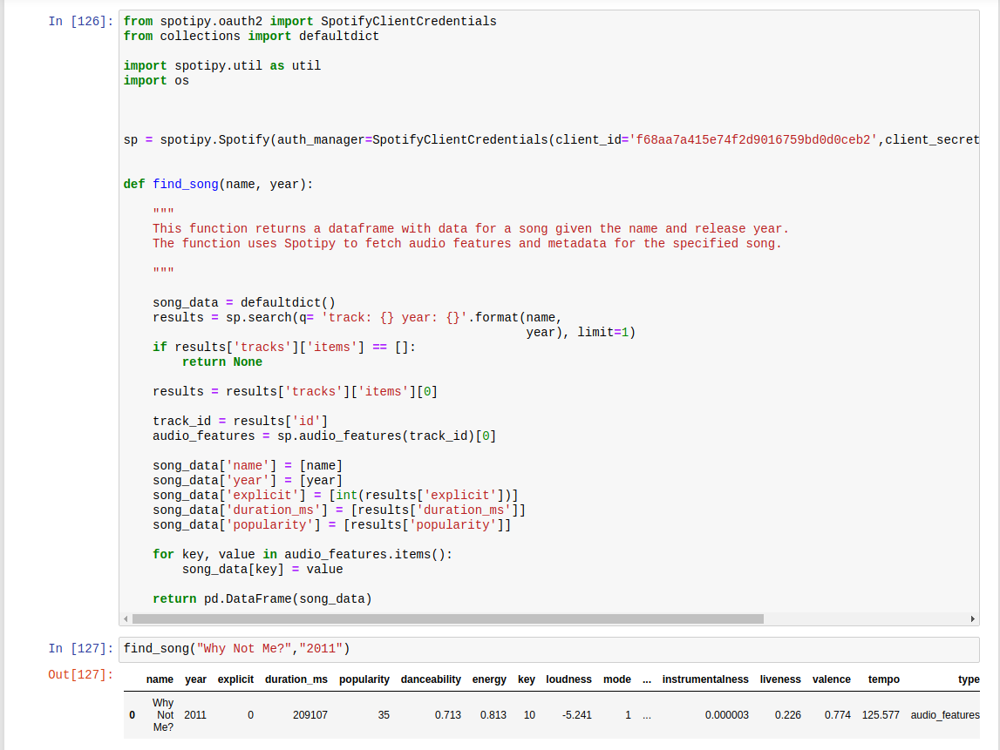 In [126]:
from spotipy.oauth2 import SpotifyClientCredentials
from collections import defaultdict
import spotipy.util as util
import os
sp = spotipy.Spotify(auth_manager=SpotifyClientCredentials(client_id='f68aa7a415e74f2d9016759bd0d0ceb2',client_secret
def find_song(name, year):
    """
    This function returns a dataframe with data for a song given the name and release year.
    The function uses Spotipy to fetch audio features and metadata for the specified song.
    """
    song_data = defaultdict()
    results = sp.search(q= 'track: {} year: {}'.format(name,
                                                       year), limit=1)
    if results['tracks']['items'] == []:
        return None
    results = results['tracks']['items'][0]
    track_id = results['id']
    audio_features = sp.audio_features(track_id)[0]
    song_data['name'] = [name]
    song_data['year'] = [year]
    song_data['explicit'] = [int(results['explicit'])]
    song_data['duration_ms'] = [results['duration_ms']]
    song_data['popularity'] = [results['popularity']]
    for key, value in audio_features.items():
        song_data[key] = value
    return pd.DataFrame(song_data)
In [127]:
find_song("Why Not Me?","2011")
Out[127]:
name year explicit duration_ms popularity danceability energy key loudness mode ... instrumentalness liveness valence tempo type
0 Why Not Me? 2011 0 209107 35 0.713 0.813 10 -5.241 1 ... 0.000003 0.226 0.774 125.577 audio_features